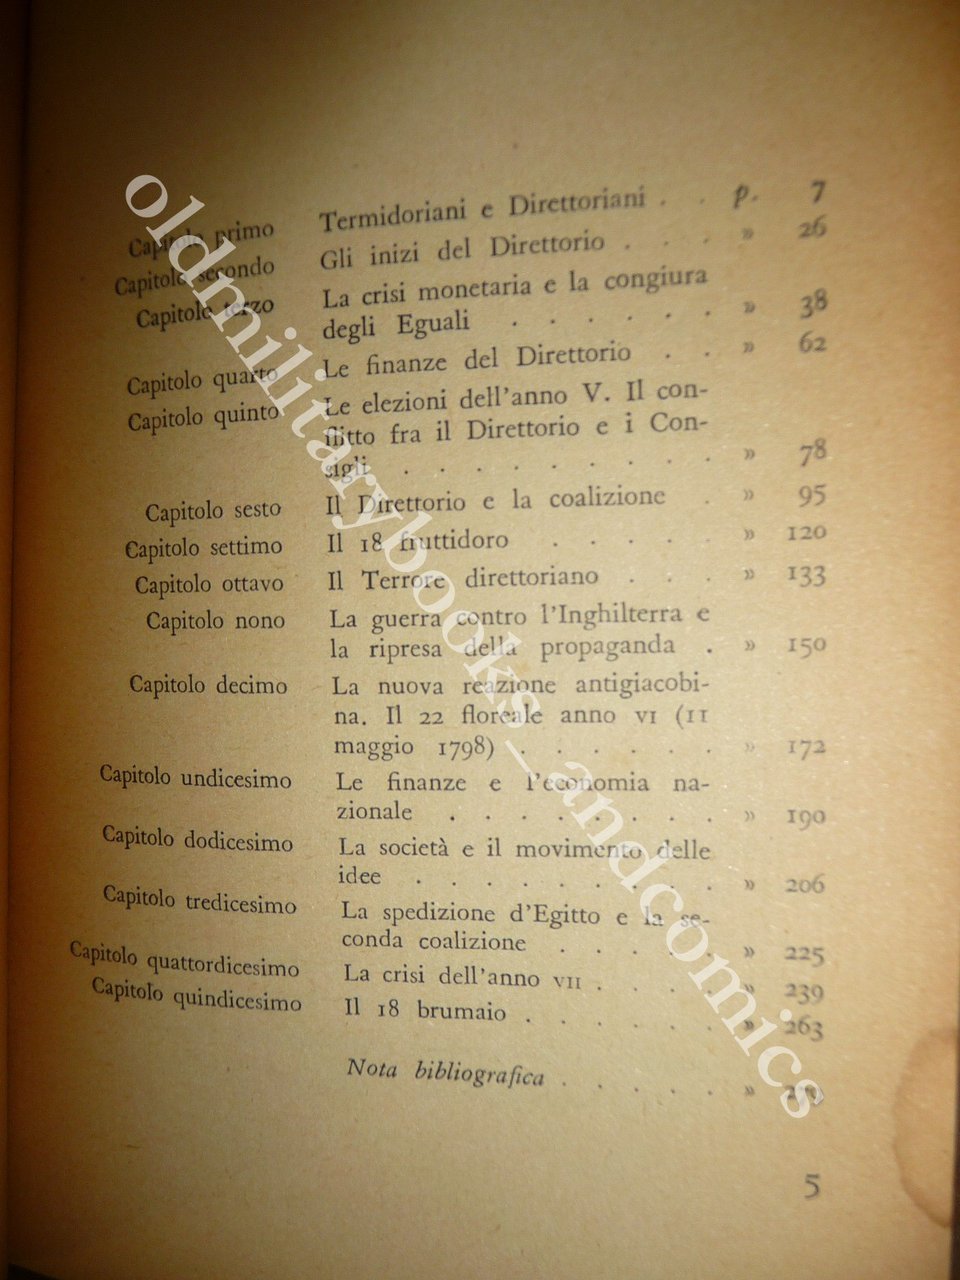 Capitolo primo Termidoriani e Direttoriani . . p. 7
Capitolo secondo Gli inizi del Direttorio . . . » 26
Capitolo terzo La crisi monetaria e la congiura
degli Eguali . . . . . . » 38
Capitolo quarto Le finanze del Direttorio . . » 62
Capitolo quinto Le elezioni dell'anno V. Il con-
flitto fra il Direttorio e i Con-
sigli . . . . . . . . . » 78
Capitolo sesto Il Direttorio e la coalizione . » 95
Capitolo settimo Il 18 fruttidoro . . . . . » 120
Capitolo ottavo Il Terrore direttoriano . . . » 133
Capitolo nono La guerra contro l'Inghilterra e
la ripresa della propaganda . » 150
Capitolo decimo La nuova reazione antigiacobi-
na. Il 22 floreale anno VI (11
maggio 1798) . . . . . . » 172
Capitolo undicesimo Le finanze e l'economia na-
zionale . . . . . . . . » 190
Capitolo dodicesimo La società e il movimento delle
idee . . . . . . . . . » 206
Capitolo tredicesimo La spedizione d'Egitto e la se-
conda coalizione . . . . . » 225
Capitolo quattordicesimo La crisi dell'anno VII . . . . » 239
Capitolo quindicesimo Il 18 brumaio . . . . . . » 263
Nota bibliografica . . . . . »
5
oldmilitarybooks_andcomics